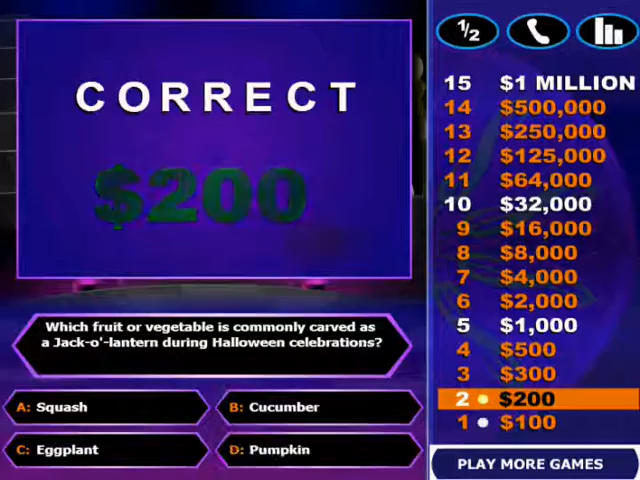 CORRECT
$200
Which fruit or vegetable is commonly carved as
a Jack-o'-lantern during Halloween celebrations?
A: Squash
B: Cucumber
C: Eggplant
D: Pumpkin
1/2
15 $1 MILLION
14 $500,000
13 $250,000
12 $125,000
11 $64,000
10 $32,000
9 $16,000
8 $8,000
7 $4,000
6 $2,000
5 $1,000
4 $500
3 $300
2 $200
1 $100
PLAY MORE GAMES